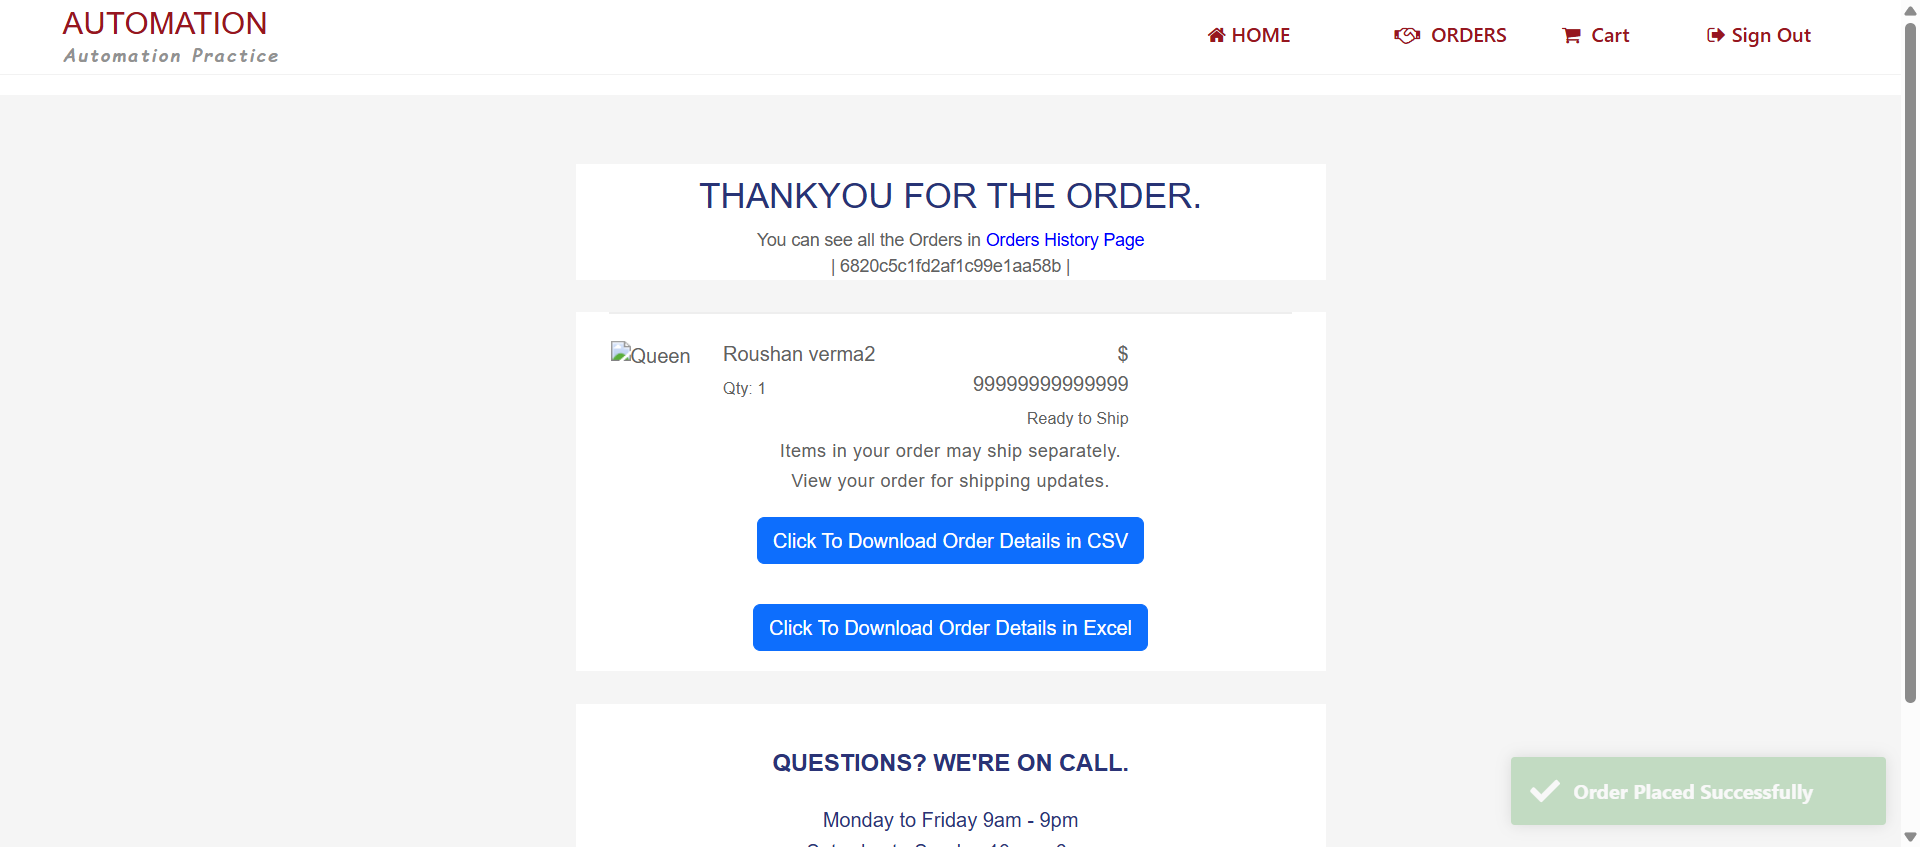 AUTOMATION
Automation Practice
HOME
ORDERS
Cart
Sign Out
THANKYOU FOR THE ORDER.
You can see all the Orders in Orders History Page
| 6820c5c1fd2af1c99e1aa58b |
Queen
Roushan verma2
Qty: 1
$
99999999999999
Ready to Ship
Items in your order may ship separately.
View your order for shipping updates.
Click To Download Order Details in CSV
Click To Download Order Details in Excel
QUESTIONS? WE'RE ON CALL.
Monday to Friday 9am - 9pm
Order Placed Successfully